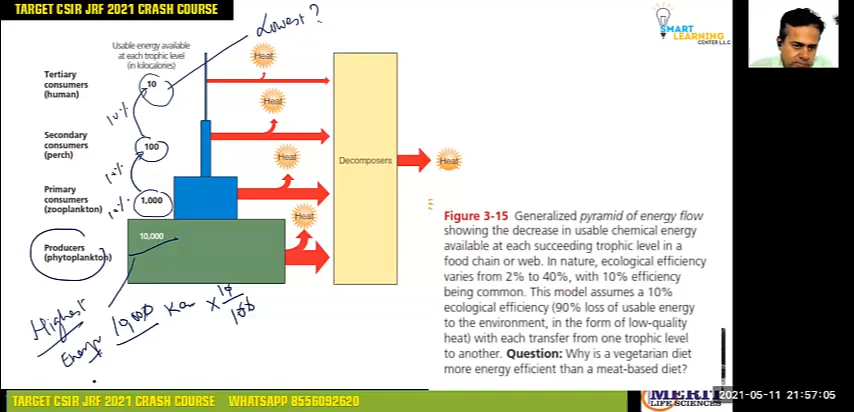 TARGET CSIR JRF 2021 CRASH COURSE
SMART
LEARNING
CENTER L.L.C
Lowest?
Usable energy available
at each trophic level
(in kilocalories)
Heat
Tertiary
consumers
(human)
10
10%
Heat
Secondary
consumers
(perch)
100
10%
Heat
Decomposers
Heat
Primary
consumers
(zooplankton)
1,000
10%
Heat
Producers
(phytoplankton)
10,000
Highest
Energy
10000
× 10/100
Figure 3-15 Generalized pyramid of energy flow
showing the decrease in usable chemical energy
available at each succeeding trophic level in a
food chain or web. In nature, ecological efficiency
varies from 2% to 40%, with 10% efficiency
being common. This model assumes a 10%
ecological efficiency (90% loss of usable energy
to the environment, in the form of low-quality
heat) with each transfer from one trophic level
to another. Question: Why is a vegetarian diet
more energy efficient than a meat-based diet?
TARGET CSIR JRF 2021 CRASH COURSE WHATSAPP 8556092620
MERIT
LIFE SCIENCES
2021-05-11 21:57:05